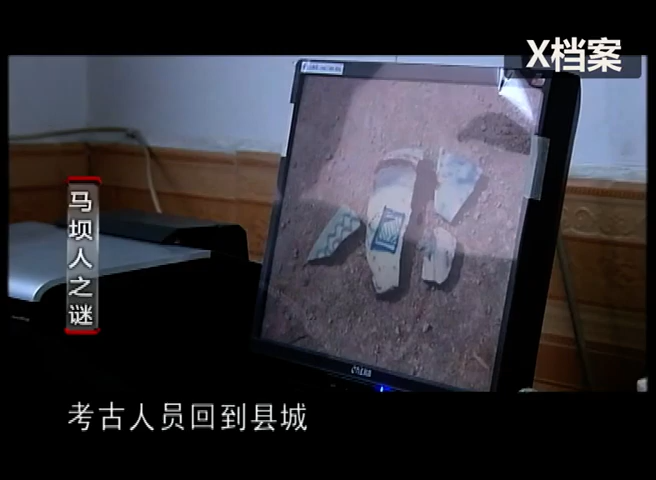 X档案
马坝人之谜
考古人员回到县城